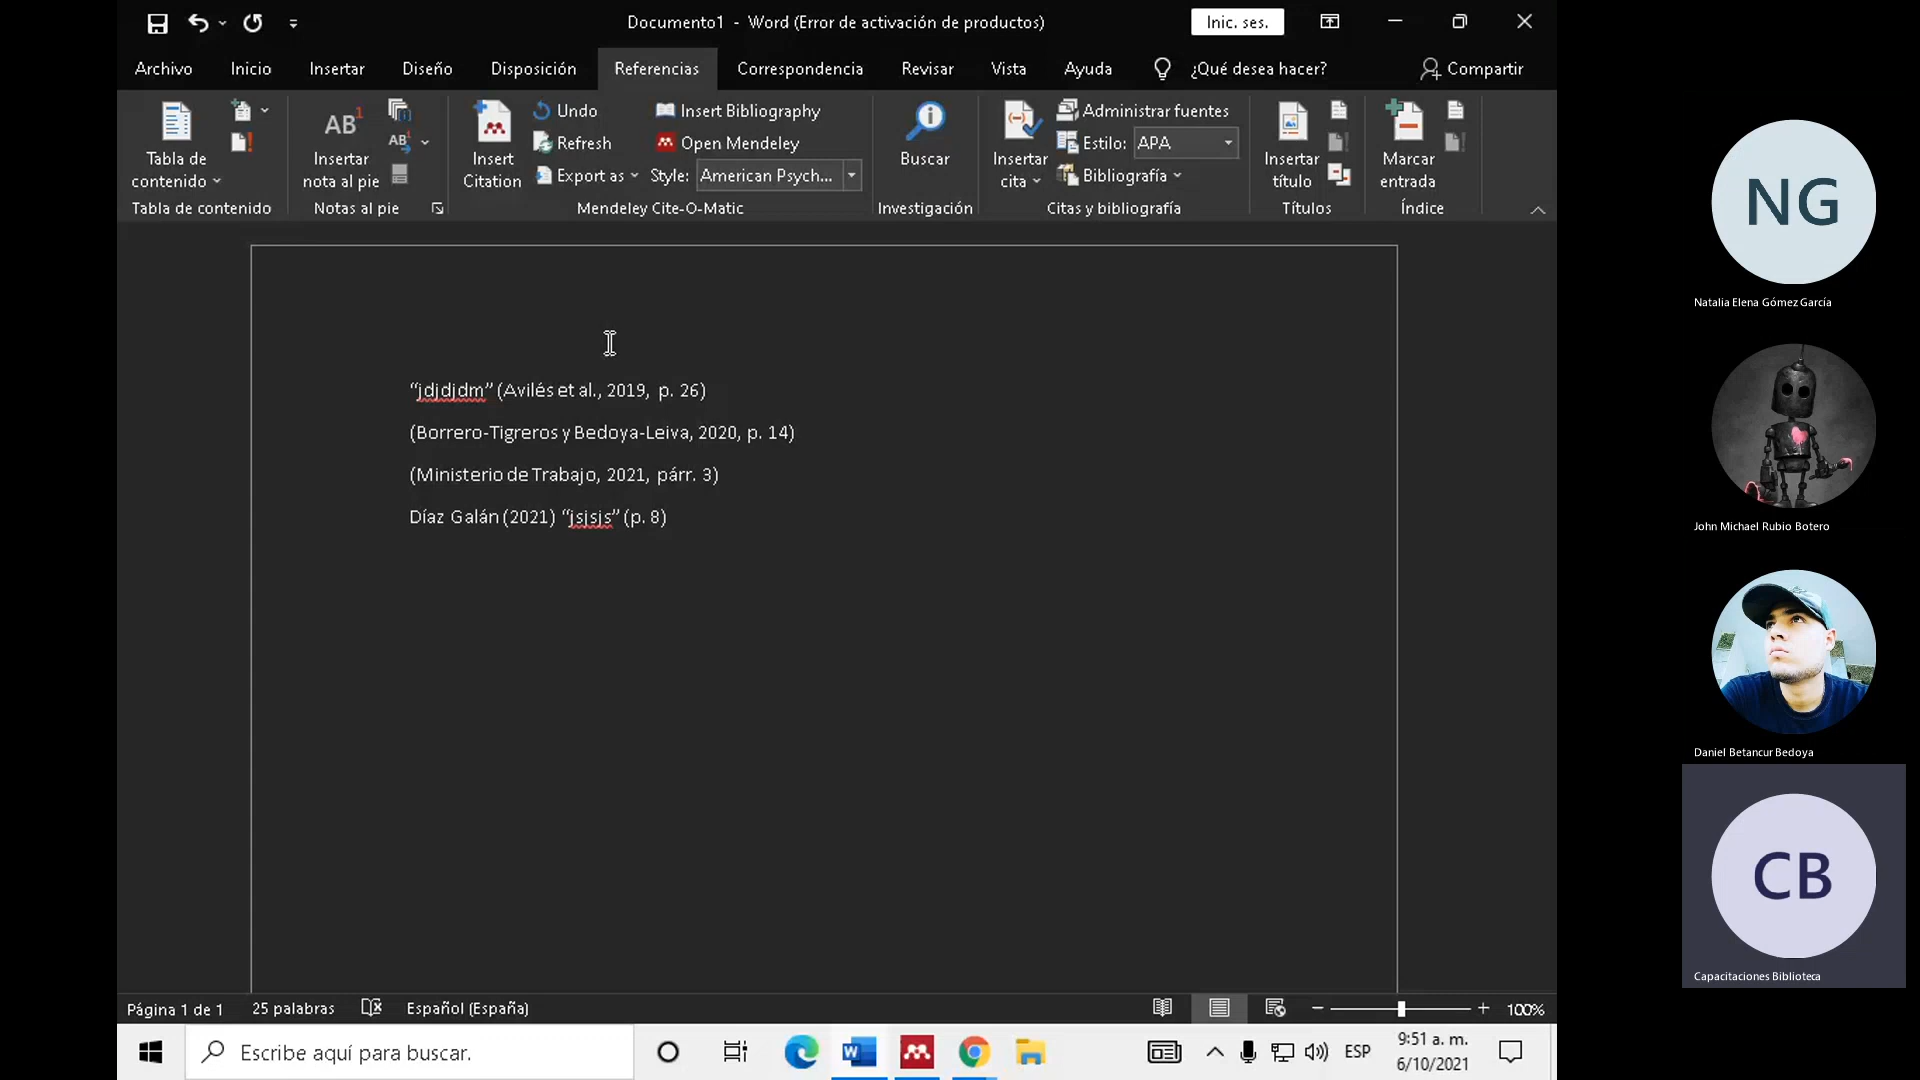 Documento1 - Word (Error de activación de productos)
Inic. ses.
Archivo Inicio Insertar Diseño Disposición Referencias Correspondencia Revisar Vista Ayuda ¿Qué desea hacer? Compartir
Tabla de contenido
Tabla de contenido
AB1
Insertar nota al pie
AB1
Notas al pie
Insert Citation
Undo
Refresh
Export as
Insert Bibliography
Open Mendeley
Style: American Psych...
Mendeley Cite-O-Matic
Buscar
Investigación
Insertar cita
Administrar fuentes
Estilo: APA
Bibliografía
Citas y bibliografía
Insertar título
Títulos
Marcar entrada
Índice
“jdjdjdm” (Avilés et al., 2019, p. 26)
(Borrero-Tigreros y Bedoya-Leiva, 2020, p. 14)
(Ministerio de Trabajo, 2021, párr. 3)
Díaz Galán (2021) “jsjsjs” (p. 8)
NG
Natalia Elena Gómez García
John Michael Rubio Botero
Daniel Betancur Bedoya
CB
Capacitaciones Biblioteca
Página 1 de 1 25 palabras Español (España) 100%
Escribe aquí para buscar.
ESP
9:51 a. m.
6/10/2021